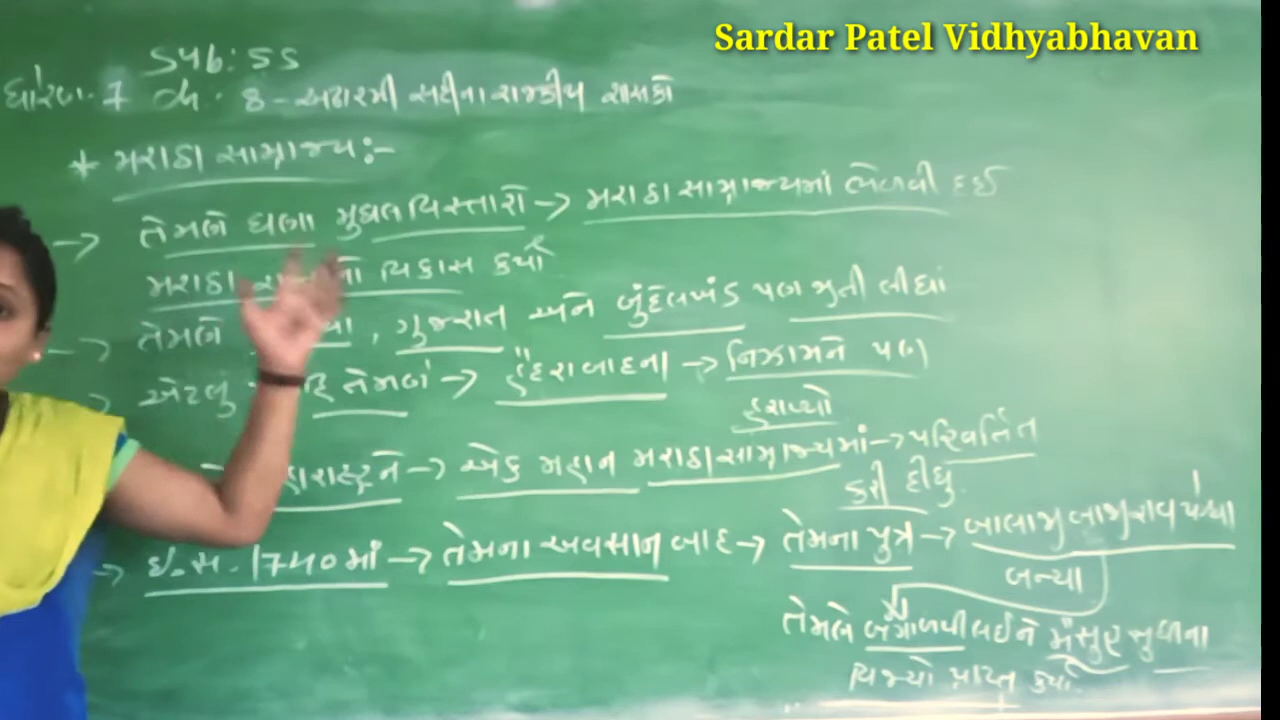 Sardar Patel Vidhyabhavan
Sub: SS
ધોરણ. 7 ch. 8 - અઢારમી સદીના રાજકીય શાસકો
* મરાઠા સામ્રાજ્ય :-
→ તેમણે ઘણા મુઘલ વિસ્તારો → મરાઠા સામ્રાજ્યમાં ભેળવી દઈ
મરાઠા વિકાસ કર્યો
→ તેમણે , ગુજરાત અને બુંદેલખંડ પણ જીતી લીધાં
→ એટલું તેમણે → હૈદરાબાદના → નિઝામને પણ
હરાવ્યો
→ એક મહાન મરાઠા સામ્રાજ્યમાં → પરિવર્તિત
કરી દીધુ.
→ ઇ.સ. 1740માં → તેમના અવસાન બાદ → તેમના પુત્ર → બાલાજી બાજીરાવ પેશ્વા
બન્યા
તેમણે બંગાળથી લઈને મૈસુર સુધીના
વિજયો પ્રાપ્ત કર્યા.